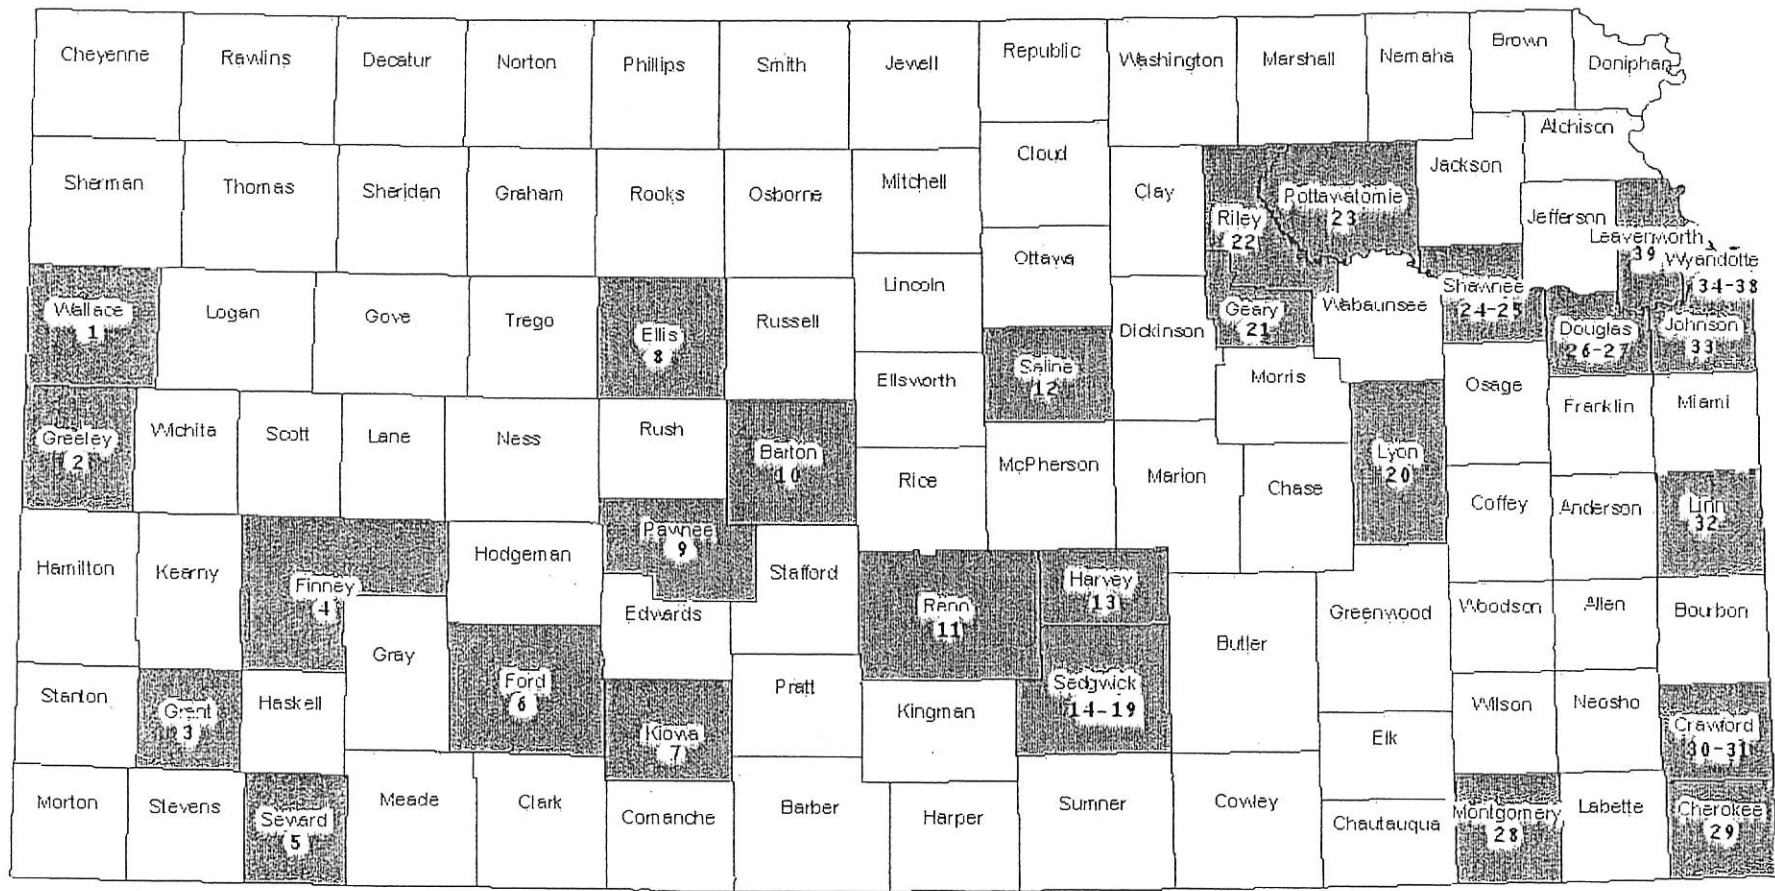 Cheyenne
Rawlins
Decatur
Norton
Phillips
Smith
Jewell
Republic
Washington
Marshall
Nemaha
Brown
Doniphan
Atchison
Sherman
Thomas
Sheridan
Graham
Rooks
Osborne
Mitchell
Cloud
Clay
Riley
22
Pottawatomie
23
Jackson
Jefferson
Leavenworth
39
Wyandotte
34-38
Wallace
1
Logan
Gove
Trego
Ellis
8
Russell
Lincoln
Ottawa
Saline
12
Dickinson
Geary
21
Wabaunsee
Shawnee
24-25
Douglas
26-27
Johnson
33
Greeley
2
Wichita
Scott
Lane
Ness
Rush
Barton
10
Ellsworth
Rice
McPherson
Marion
Morris
Chase
Lyon
20
Osage
Franklin
Miami
Coffey
Anderson
Linn
32
Hamilton
Kearny
Finney
4
Hodgeman
Pawnee
9
Edwards
Stafford
Reno
11
Harvey
13
Sedgwick
14-19
Butler
Greenwood
Woodson
Allen
Bourbon
Stanton
Grant
3
Haskell
Gray
Ford
6
Kiowa
7
Pratt
Kingman
Elk
Wilson
Neosho
Crawford
30-31
Morton
Stevens
Seward
5
Meade
Clark
Comanche
Barber
Harper
Sumner
Cowley
Chautauqua
Montgomery
28
Labette
Cherokee
29